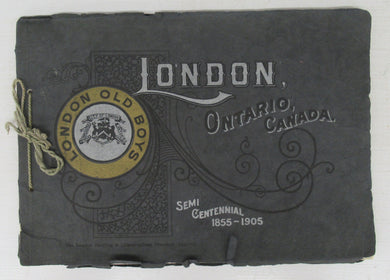 LONDON,
ONTARIO,
CANADA.
LONDON OLD BOYS
SEMI
CENTENNIAL
1855-1905